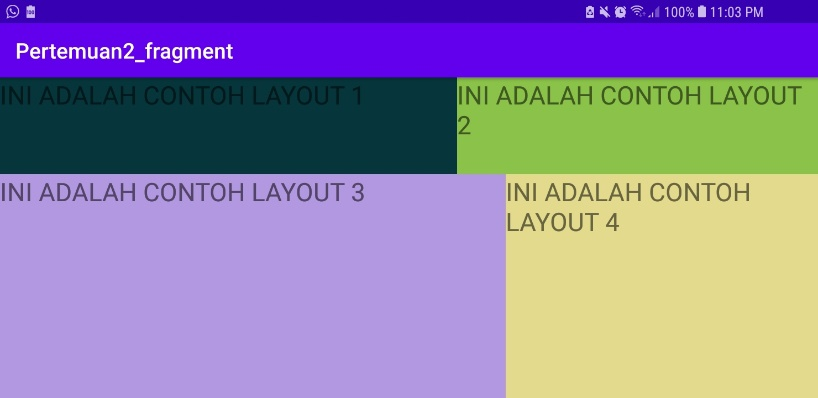 100% 11:03 PM
Pertemuan2_fragment
INI ADALAH CONTOH LAYOUT 1
INI ADALAH CONTOH LAYOUT
2
INI ADALAH CONTOH LAYOUT 3
INI ADALAH CONTOH
LAYOUT 4